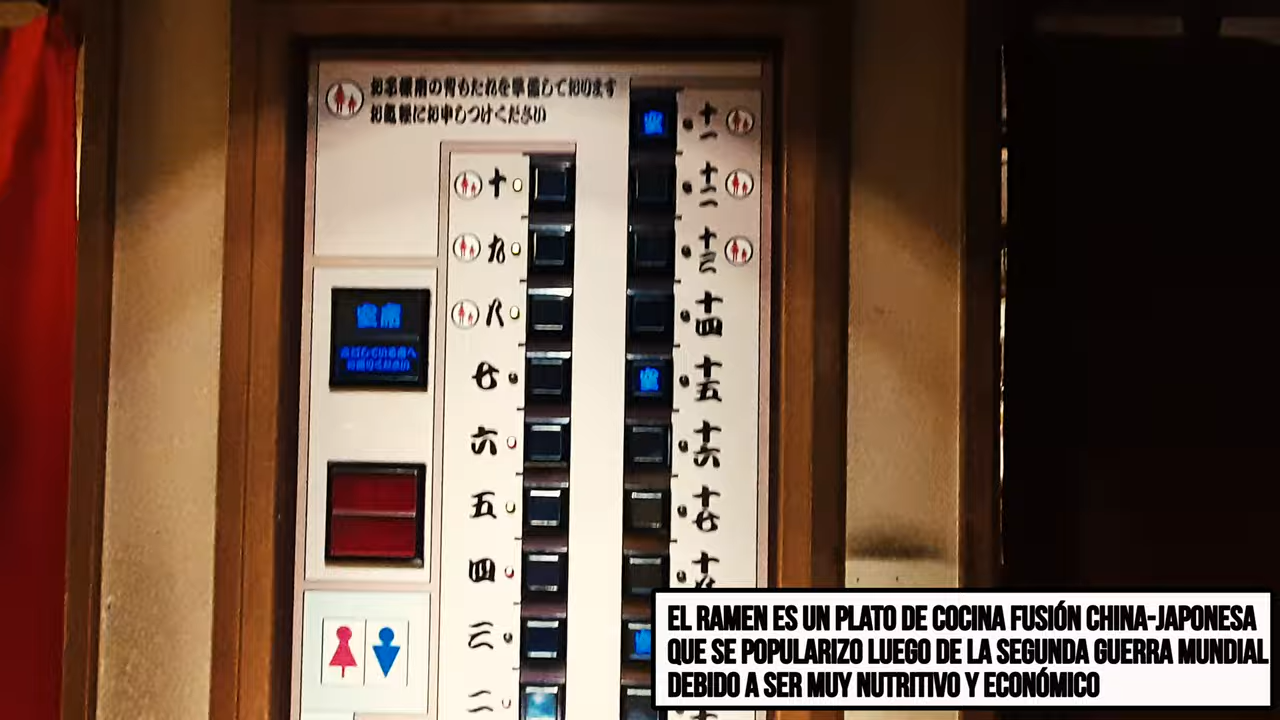 お客様用の背もたれを準備しております
お気軽にお申しつけください
十
九
八
七
六
五
四
三
二
空席
空
十一
十二
十三
十四
空
十五
十六
十七
空
EL RAMEN ES UN PLATO DE COCINA FUSIÓN CHINA-JAPONESA
QUE SE POPULARIZO LUEGO DE LA SEGUNDA GUERRA MUNDIAL
DEBIDO A SER MUY NUTRITIVO Y ECONÓMICO